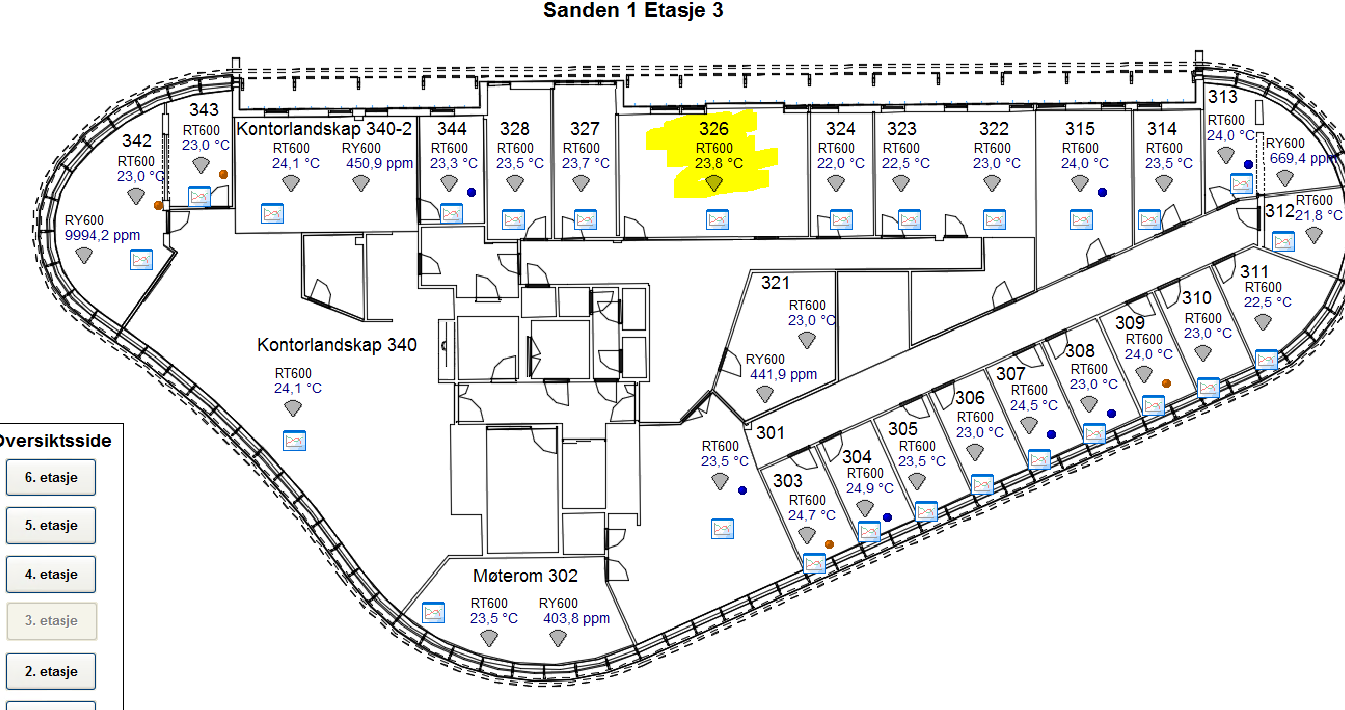 Sanden 1 Etasje 3
342
RT600
23,0 °C
RY600
9994,2 ppm
343
RT600
23,0 °C
Kontorlandskap 340-2
RT600
24,1 °C
RY600
450,9 ppm
344
RT600
23,3 °C
328
RT600
23,5 °C
327
RT600
23,7 °C
326
RT600
23,8 °C
324
RT600
22,0 °C
323
RT600
22,5 °C
322
RT600
23,0 °C
315
RT600
24,0 °C
314
RT600
23,5 °C
313
RT600
24,0 °C
RY600
669,4 ppm
312
RT600
21,8 °C
311
RT600
22,5 °C
310
RT600
23,0 °C
309
RT600
24,0 °C
308
RT600
23,0 °C
307
RT600
24,5 °C
306
RT600
23,0 °C
305
RT600
23,5 °C
304
RT600
24,9 °C
303
RT600
24,7 °C
321
RT600
23,0 °C
RY600
441,9 ppm
301
RT600
23,5 °C
Kontorlandskap 340
RT600
24,1 °C
Møterom 302
RT600
23,5 °C
RY600
403,8 ppm
Oversiktsside
6. etasje
5. etasje
4. etasje
3. etasje
2. etasje